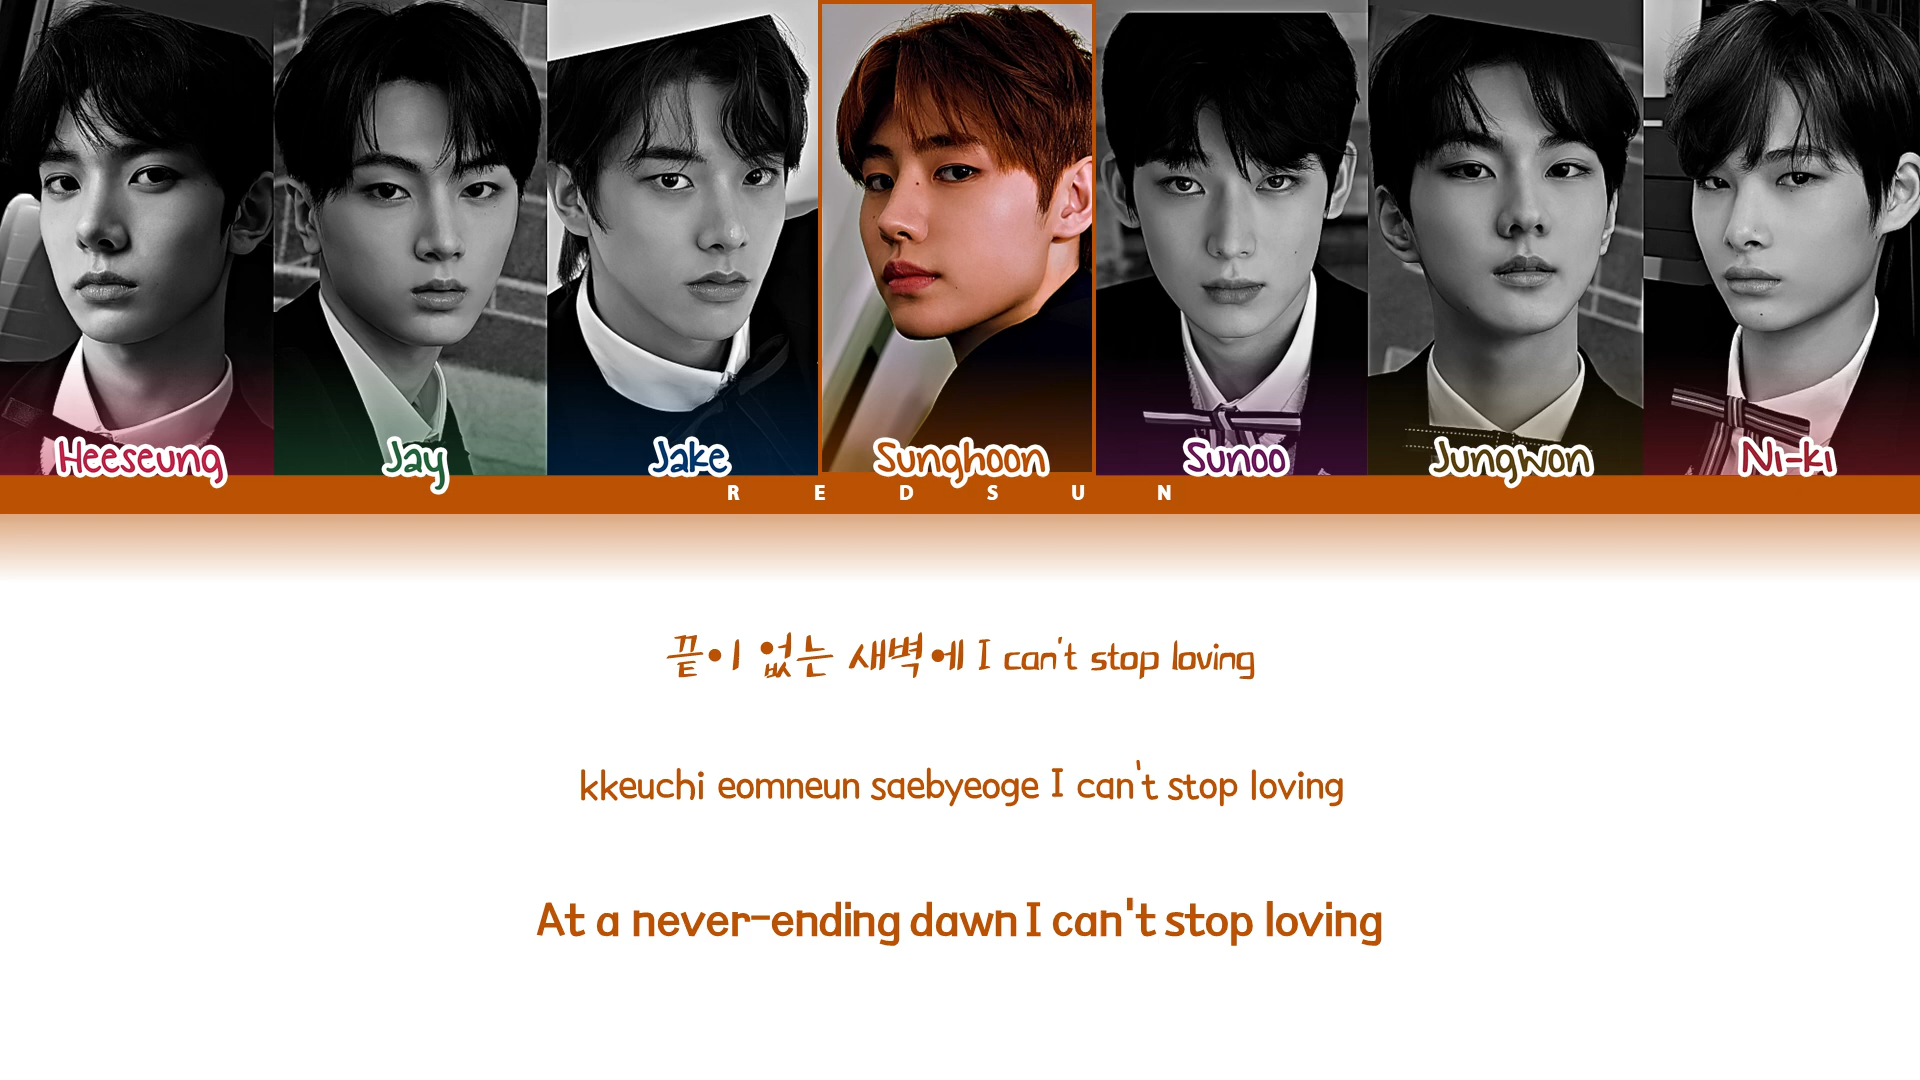 Heeseung Jay Jake Sunghoon Sunoo Jungwon Ni-ki
REDSUN
끝이 없는 새벽에 I can't stop loving
kkeuchi eomneun saebyeoge I can't stop loving
At a never-ending dawn I can't stop loving